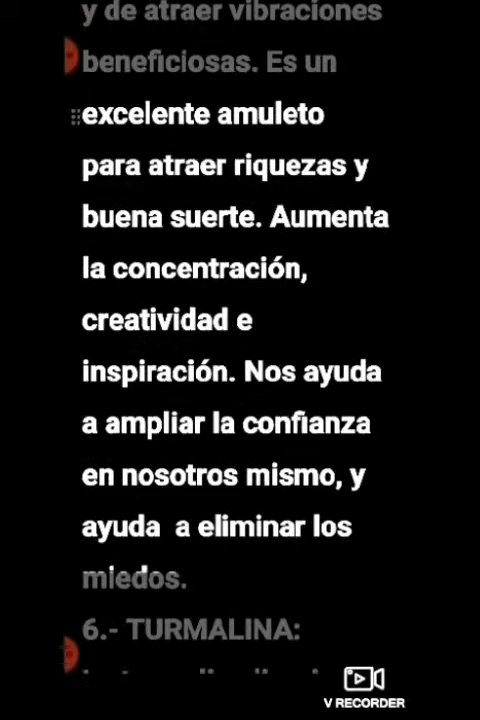 y de atraer vibraciones
beneficiosas. Es un
excelente amuleto
para atraer riquezas y
buena suerte. Aumenta
la concentración,
creatividad e
inspiración. Nos ayuda
a ampliar la confianza
en nosotros mismo, y
ayuda  a eliminar los
miedos.
6.- TURMALINA:
V RECORDER